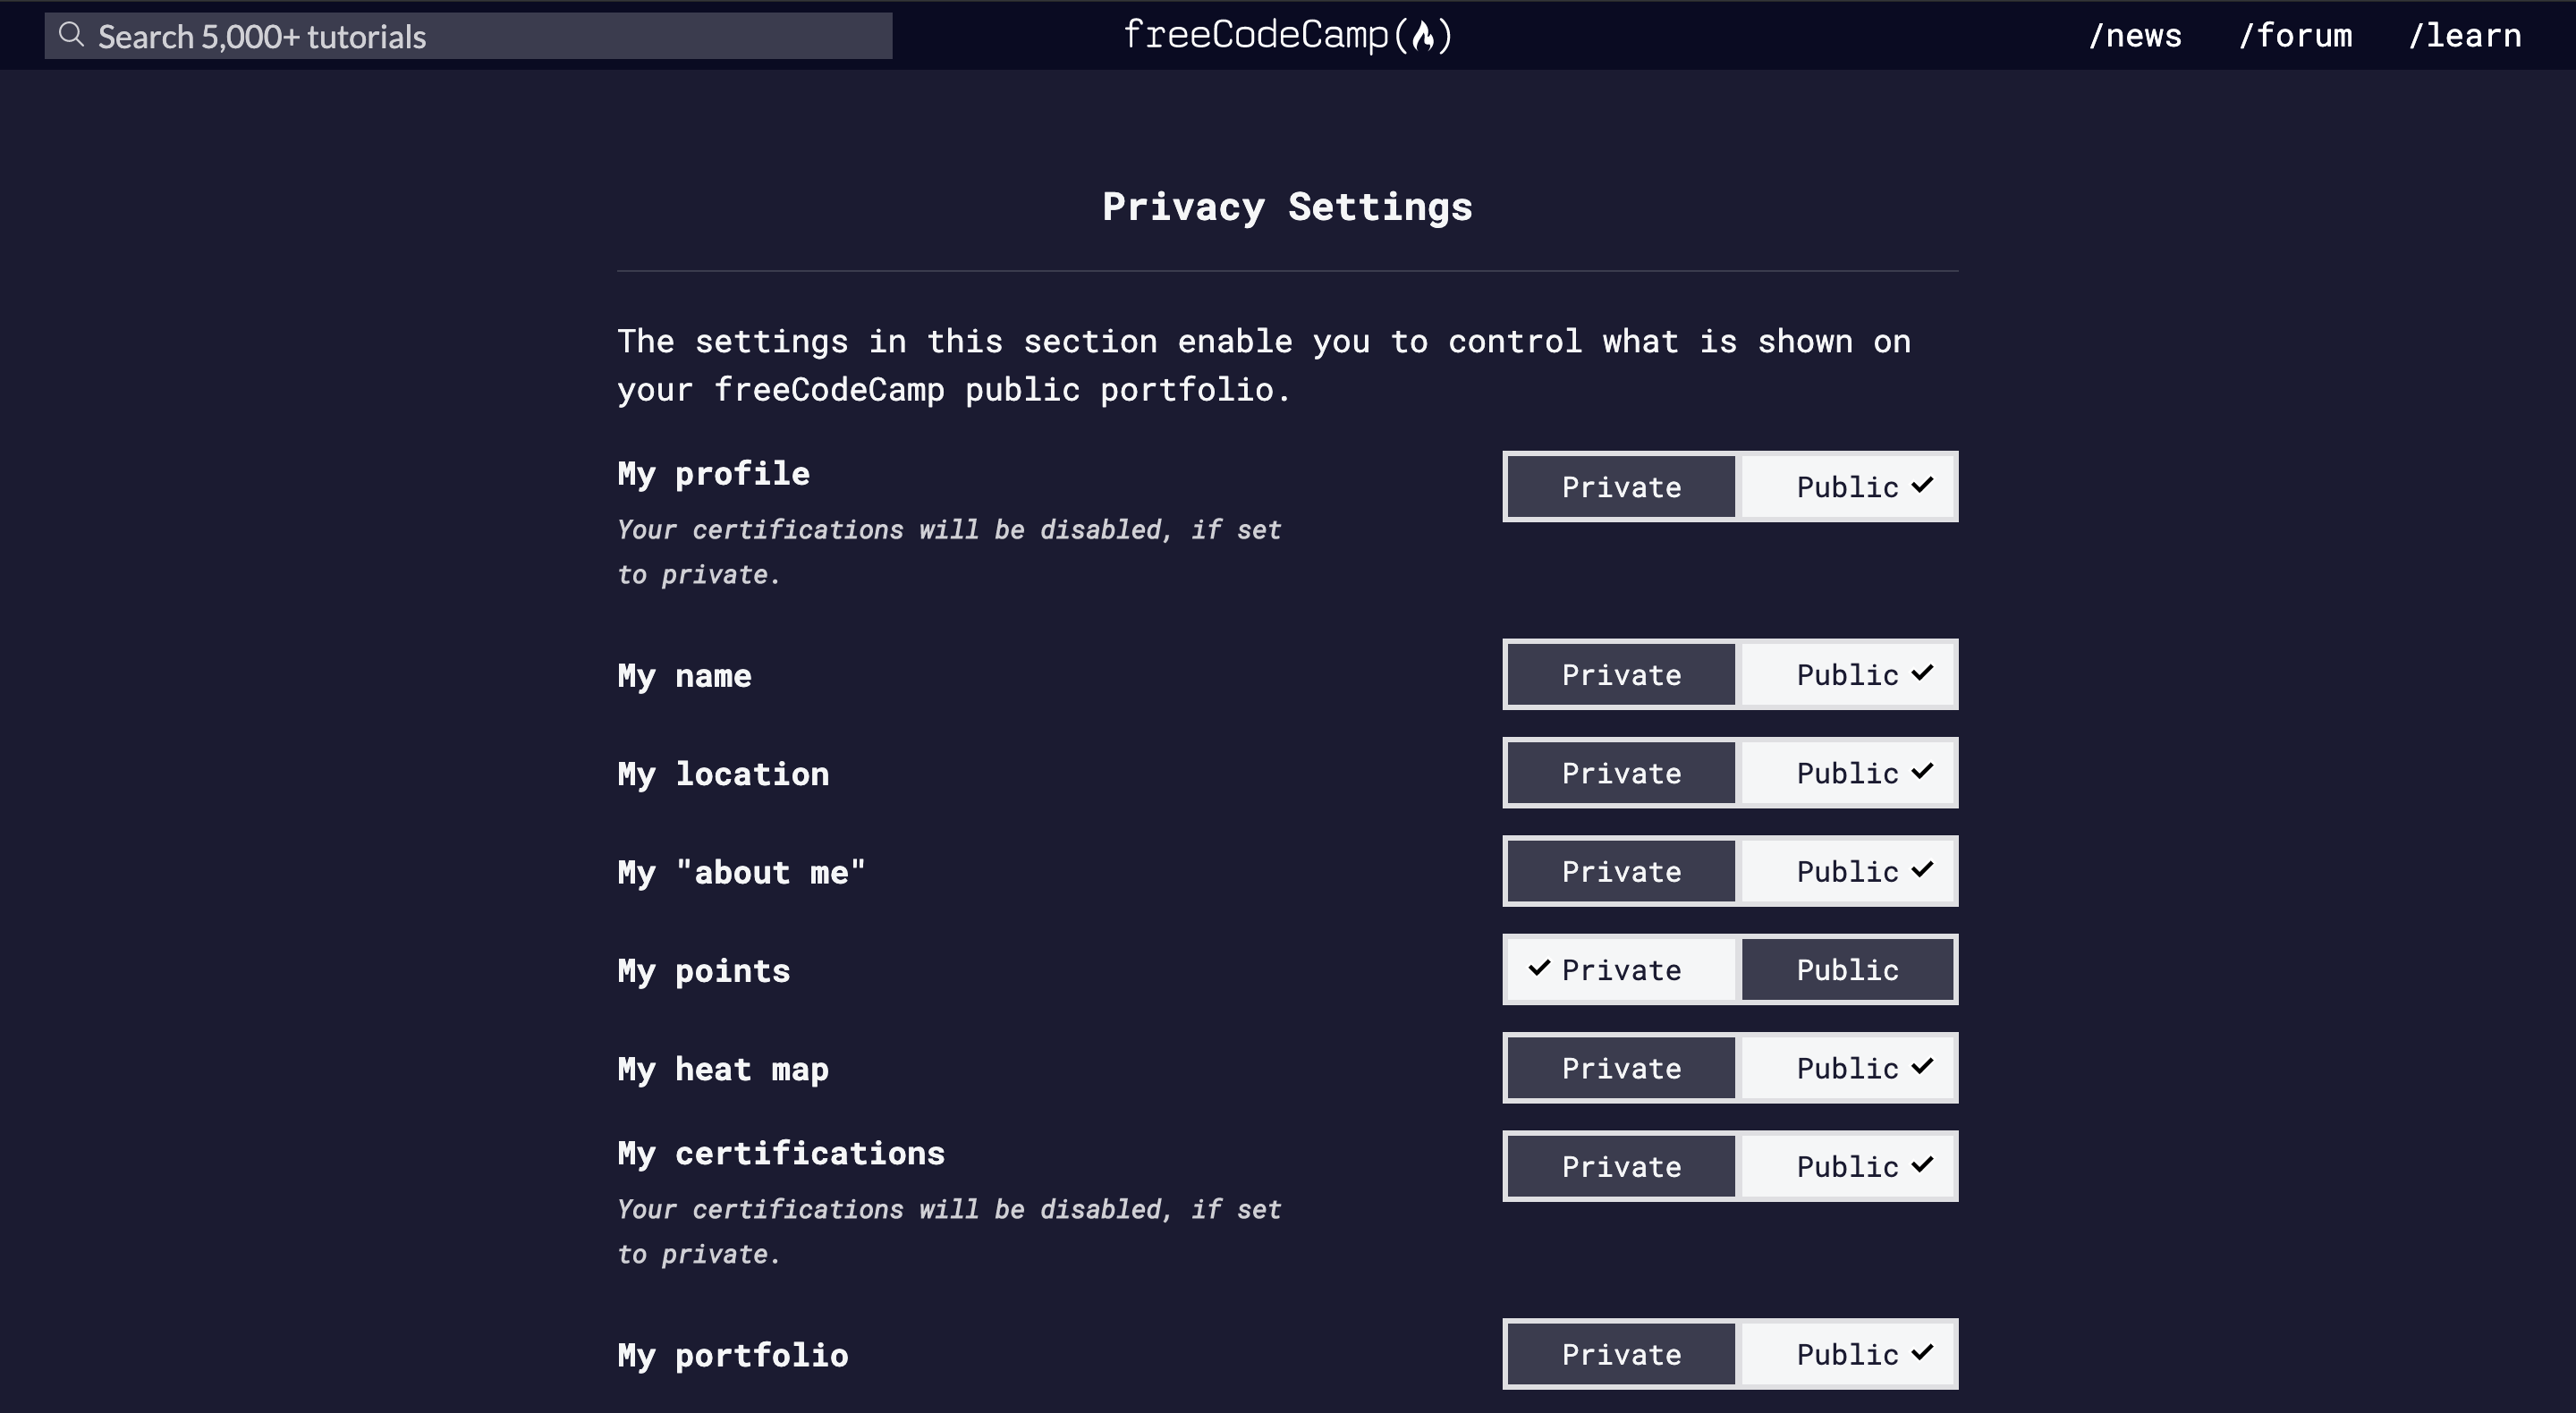 Search 5,000+ tutorials
freeCodeCamp(🔥)
/news /forum /learn
Privacy Settings
The settings in this section enable you to control what is shown on
your freeCodeCamp public portfolio.
My profile
Private Public
Your certifications will be disabled, if set
to private.
My name
Private Public
My location
Private Public
My "about me"
Private Public
My points
Private Public
My heat map
Private Public
My certifications
Private Public
Your certifications will be disabled, if set
to private.
My portfolio
Private Public